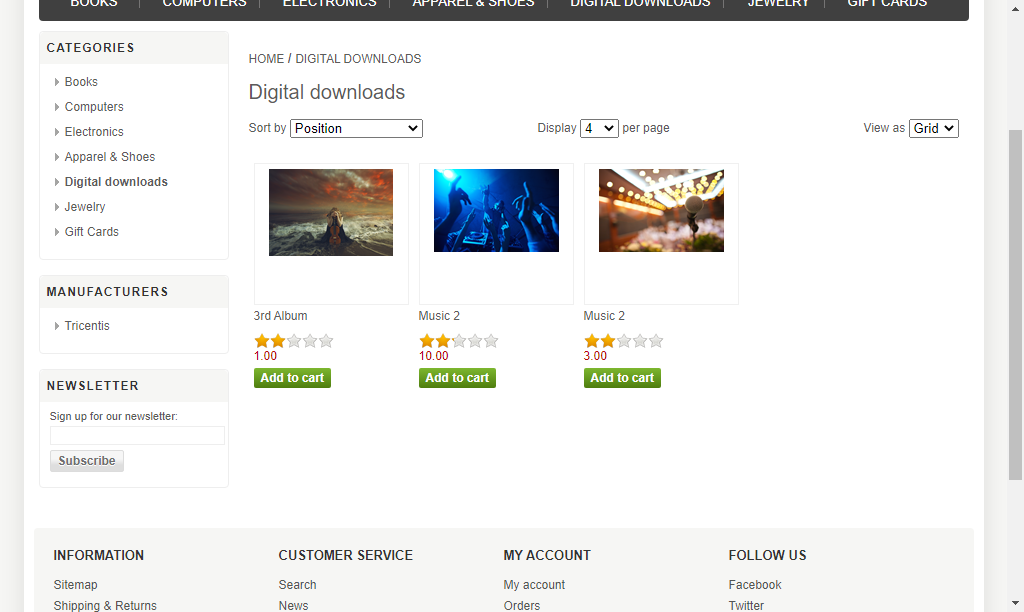 BOOKS COMPUTERS ELECTRONICS APPAREL & SHOES DIGITAL DOWNLOADS JEWELRY GIFT CARDS
CATEGORIES
Books
Computers
Electronics
Apparel & Shoes
Digital downloads
Jewelry
Gift Cards
MANUFACTURERS
Tricentis
NEWSLETTER
Sign up for our newsletter:
Subscribe
HOME / DIGITAL DOWNLOADS
Digital downloads
Sort by Position Display 4 per page View as Grid
3rd Album
1.00
Add to cart
Music 2
10.00
Add to cart
Music 2
3.00
Add to cart
INFORMATION
Sitemap
Shipping & Returns
CUSTOMER SERVICE
Search
News
MY ACCOUNT
My account
Orders
FOLLOW US
Facebook
Twitter